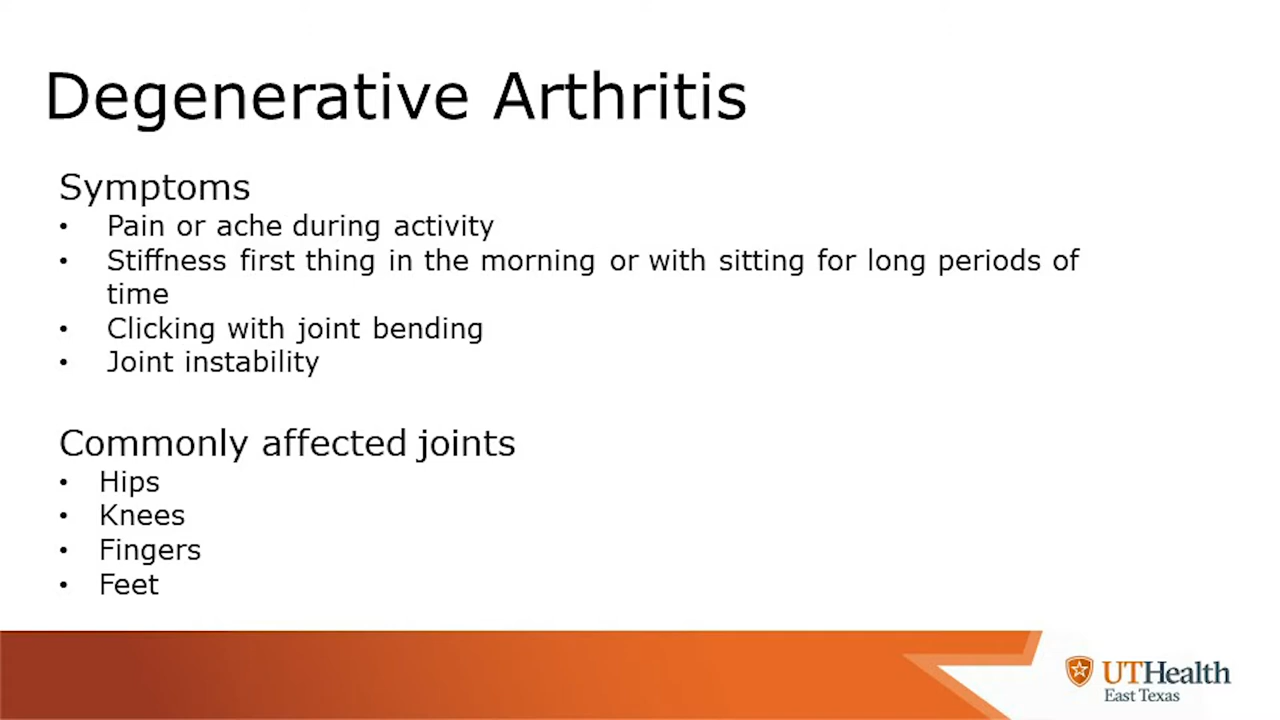 Degenerative Arthritis
Symptoms
• Pain or ache during activity
• Stiffness first thing in the morning or with sitting for long periods of
time
• Clicking with joint bending
• Joint instability
Commonly affected joints
• Hips
• Knees
• Fingers
• Feet
UTHealth
East Texas